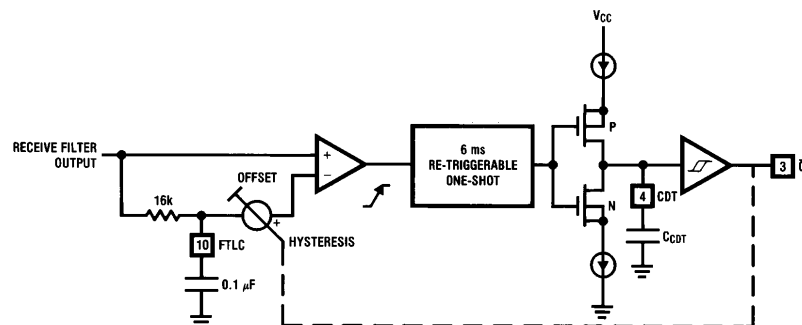 VCC
RECEIVE FILTER
OUTPUT
+
−
6 ms
RE-TRIGGERABLE
ONE-SHOT
P
N
OFFSET
16k
+
HYSTERESIS
10 FTLC
0.1 μF
4 CDT
CCDT
3